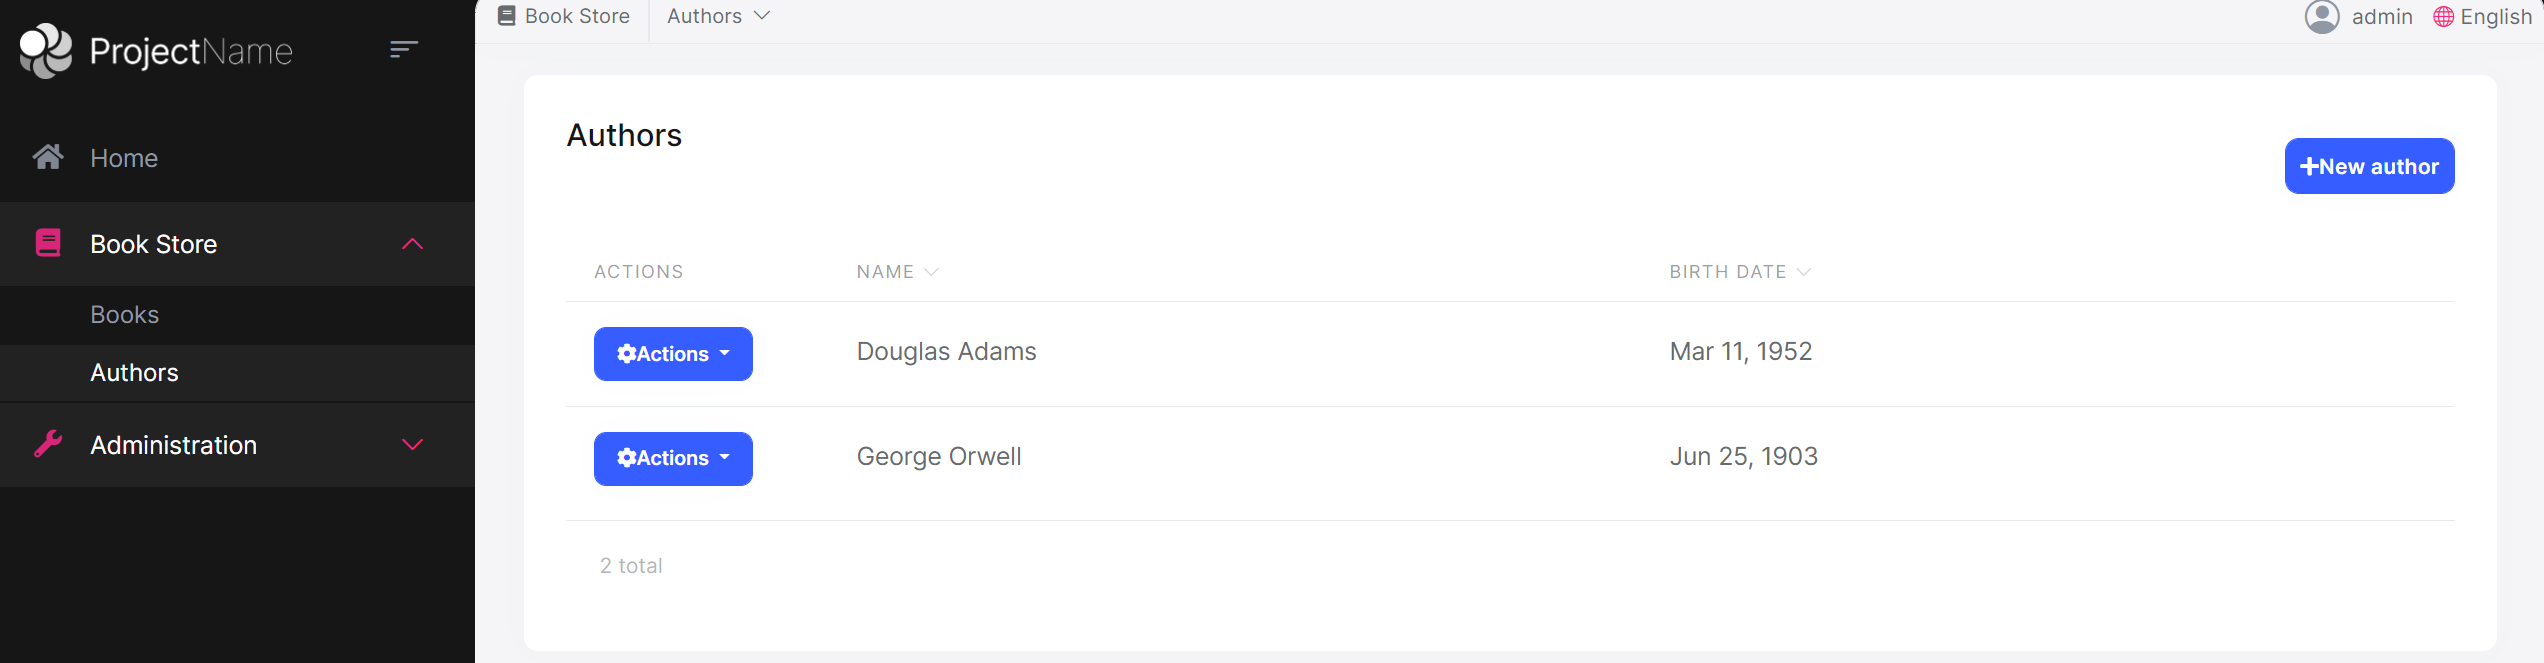 ProjectName
Home
Book Store
Books
Authors
Administration
Book Store Authors admin English
Authors
New author
ACTIONS NAME BIRTH DATE
Actions Douglas Adams Mar 11, 1952
Actions George Orwell Jun 25, 1903
2 total